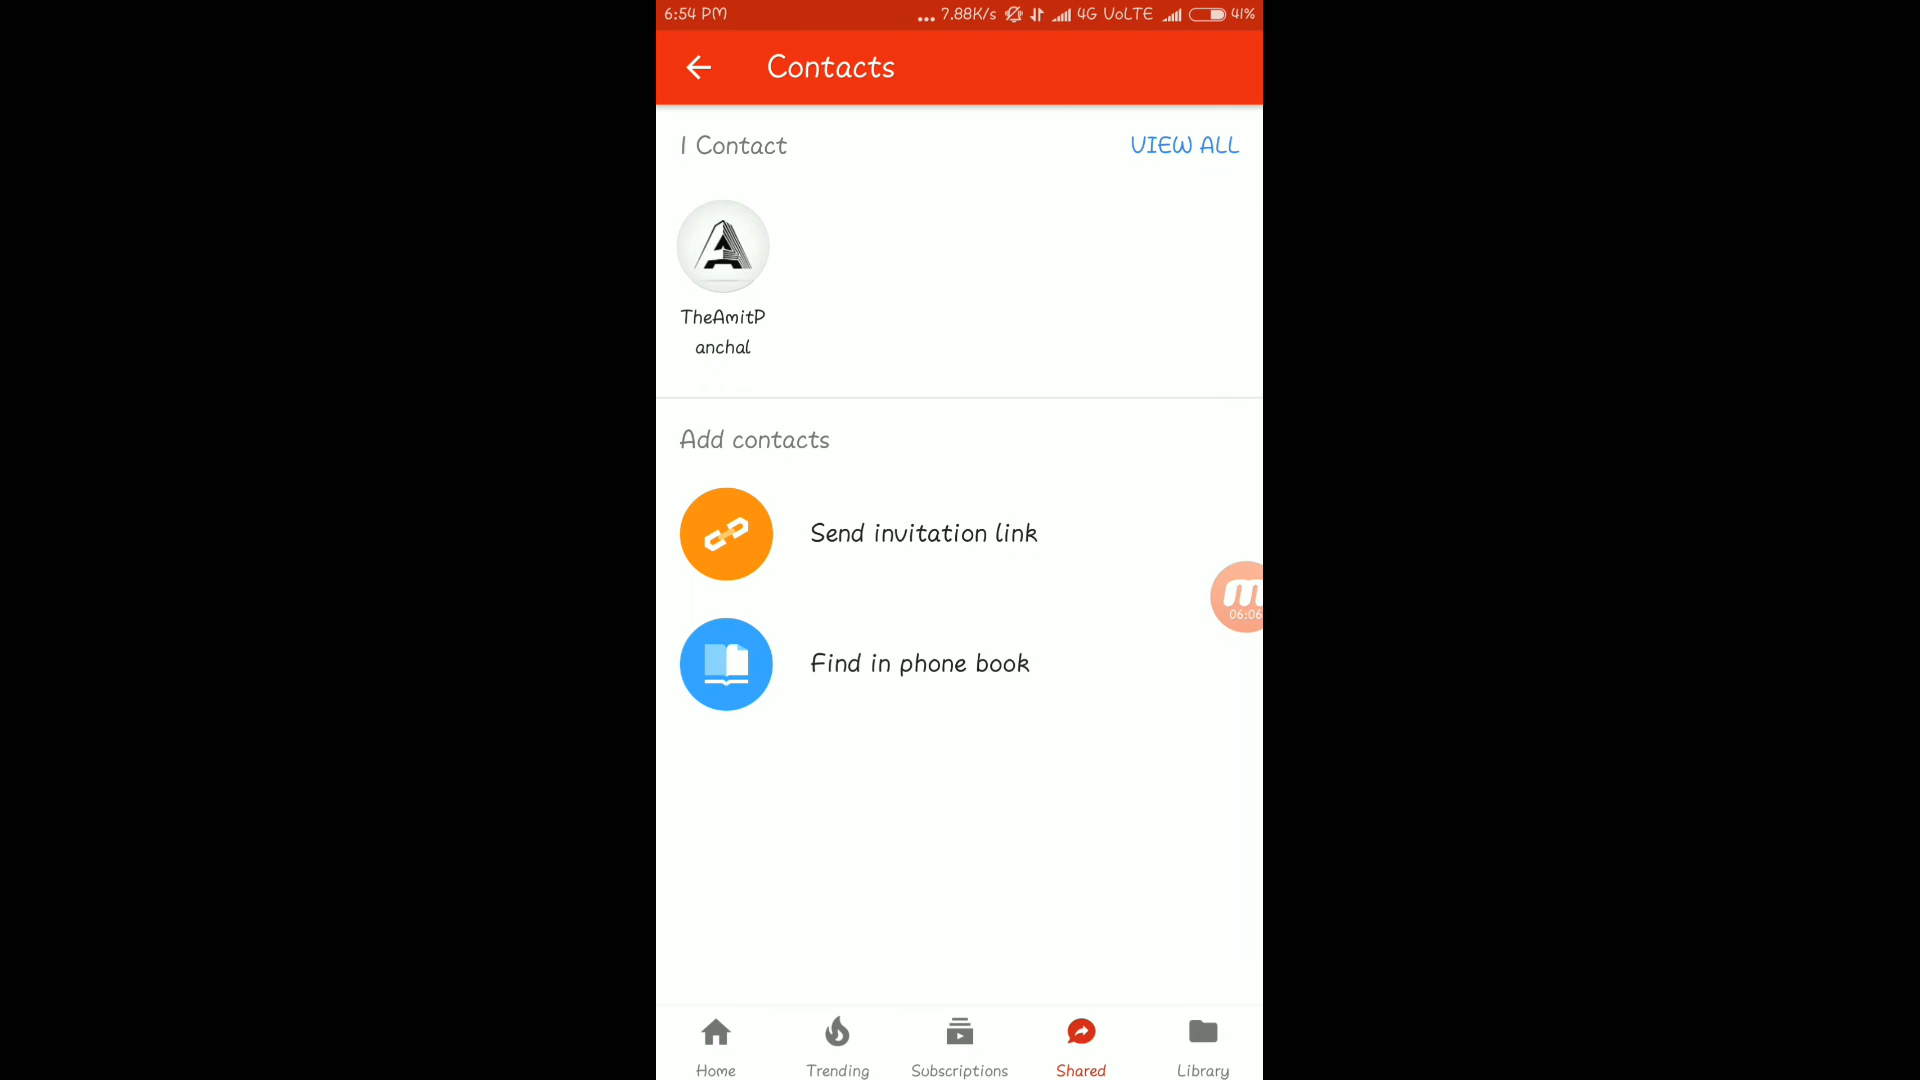 6:54 PM
... 7.88K/s 4G VoLTE 41%
Contacts
1 Contact
VIEW ALL
TheAmitP
anchal
Add contacts
Send invitation link
06:06
Find in phone book
Home
Trending
Subscriptions
Shared
Library